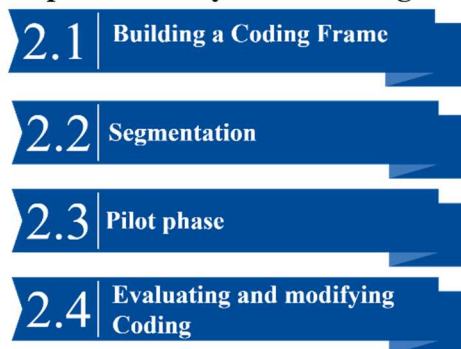 2.1 Building a Coding Frame
2.2 Segmentation
2.3 Pilot phase
2.4 Evaluating and modifying
Coding